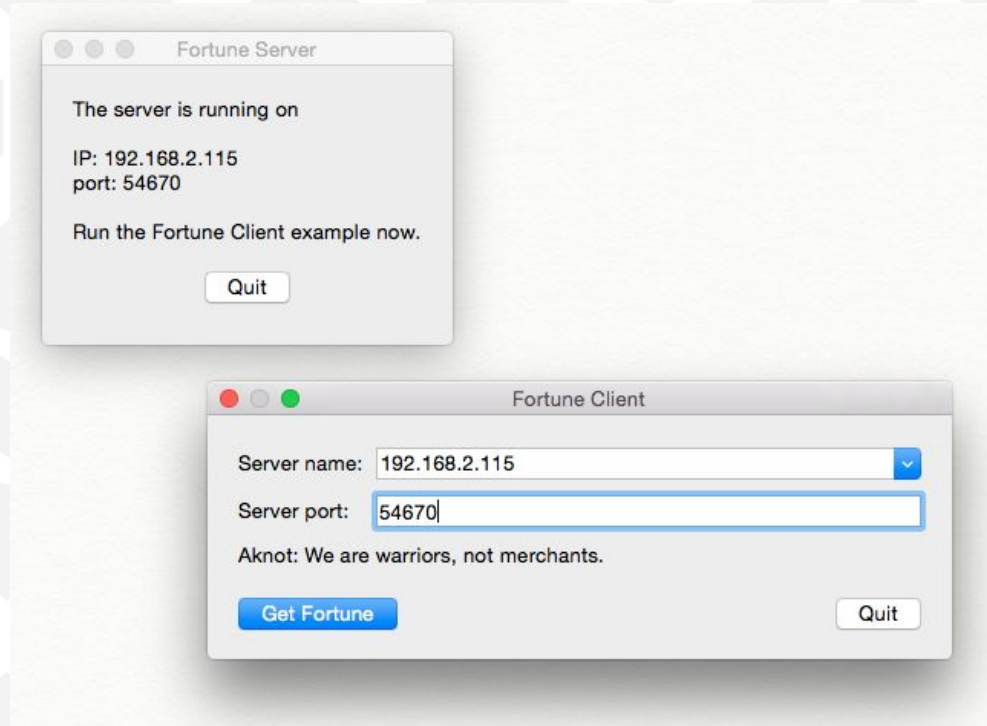 Fortune Server
The server is running on
IP: 192.168.2.115
port: 54670
Run the Fortune Client example now.
Quit
Fortune Client
Server name: 192.168.2.115
Server port: 54670
Aknot: We are warriors, not merchants.
Get Fortune Quit